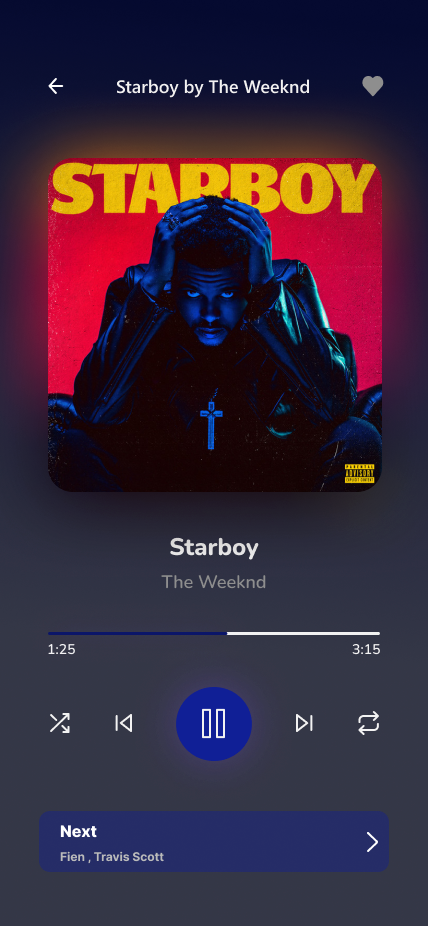 Starboy by The Weeknd
STARBOY
PARENTAL
ADVISORY
EXPLICIT CONTENT
Starboy
The Weeknd
1:25 3:15
Next
Fien , Travis Scott